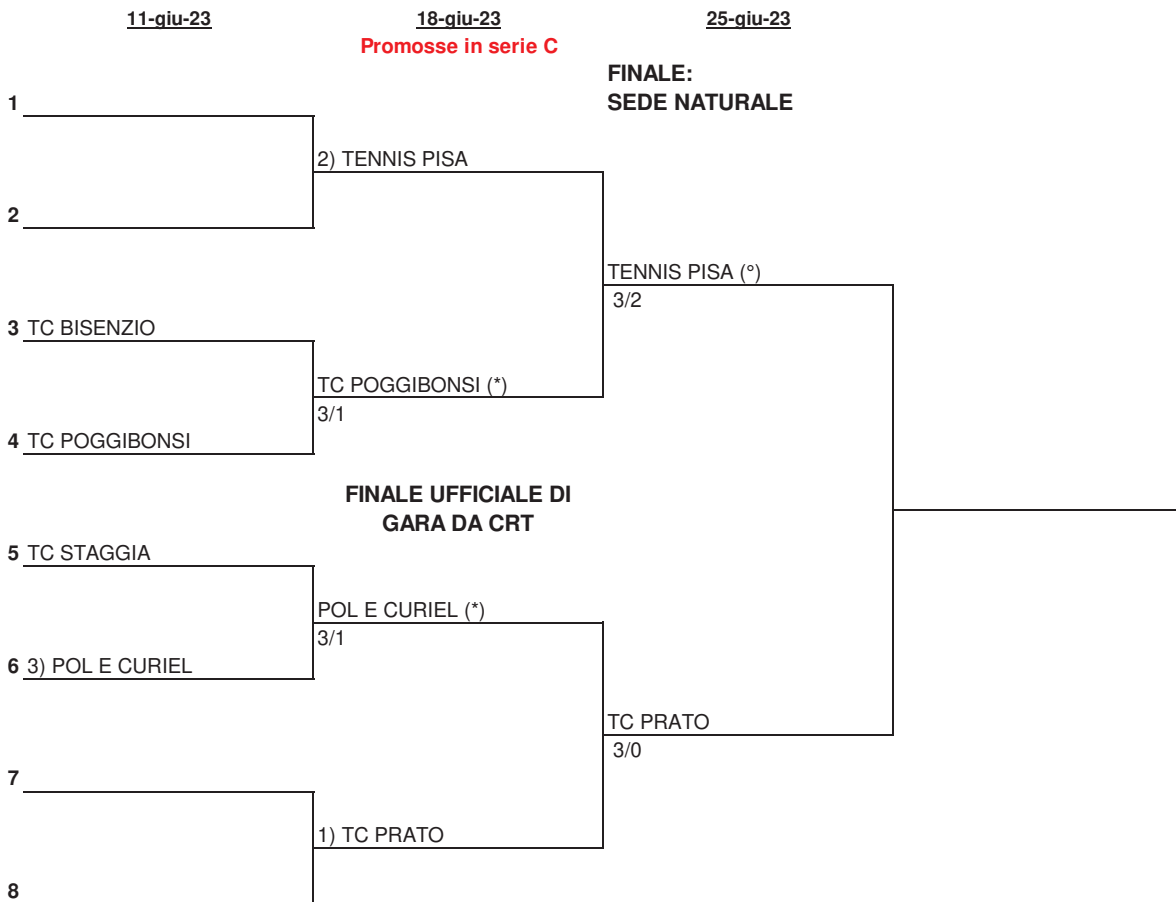 11-giu-23
18-giu-23
25-giu-23
Promosse in serie C
FINALE:
SEDE NATURALE
1
2) TENNIS PISA
2
TENNIS PISA (°)
3/2
3 TC BISENZIO
TC POGGIBONSI (*)
3/1
4 TC POGGIBONSI
FINALE UFFICIALE DI
GARA DA CRT
5 TC STAGGIA
POL E CURIEL (*)
3/1
6 3) POL E CURIEL
TC PRATO
3/0
7
1) TC PRATO
8